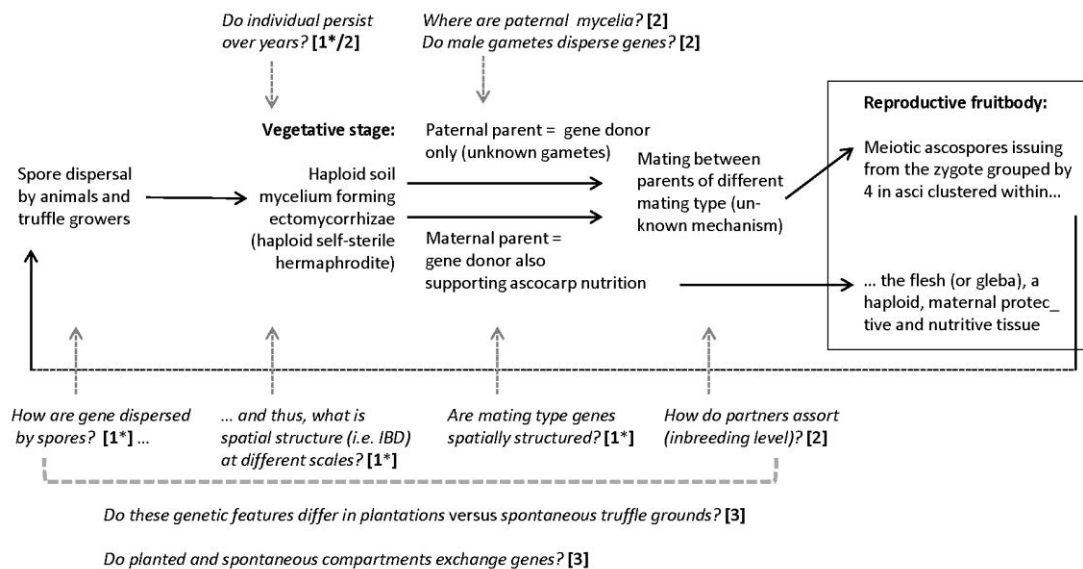 Do individual persist
over years? [1*/2]
Where are paternal mycelia? [2]
Do male gametes disperse genes? [2]
Reproductive fruitbody:
Vegetative stage:
Paternal parent = gene donor
only (unknown gametes)
Meiotic ascospores issuing
from the zygote grouped by
4 in asci clustered within...
Spore dispersal
by animals and
truffle growers
Haploid soil
mycelium forming
ectomycorrhizae
(haploid self-sterile
hermaphrodite)
Mating between
parents of different
mating type (un-
known mechanism)
Maternal parent =
gene donor also
supporting ascocarp nutrition
... the flesh (or gleba), a
haploid, maternal protec_
tive and nutritive tissue
How are gene dispersed
by spores? [1*] ...
... and thus, what is
spatial structure (i.e. IBD)
at different scales? [1*]
Are mating type genes
spatially structured? [1*]
How do partners assort
(inbreeding level)? [2]
Do these genetic features differ in plantations versus spontaneous truffle grounds? [3]
Do planted and spontaneous compartments exchange genes? [3]